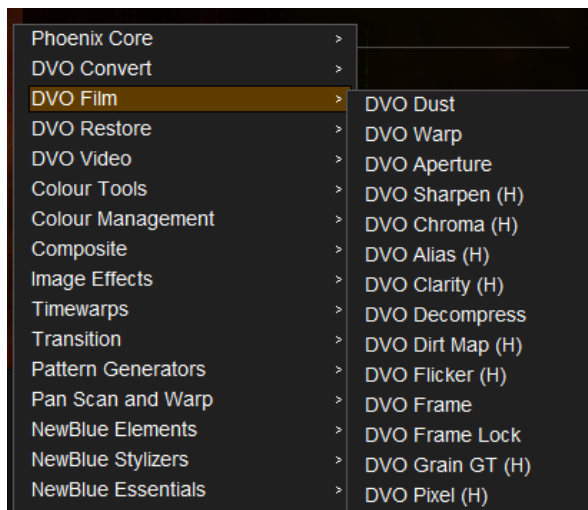 Phoenix Core >
DVO Convert >
DVO Film >
DVO Restore >
DVO Video >
Colour Tools >
Colour Management >
Composite >
Image Effects >
Timewarps >
Transition >
Pattern Generators >
Pan Scan and Warp >
NewBlue Elements >
NewBlue Stylizers >
NewBlue Essentials >
DVO Dust
DVO Warp
DVO Aperture
DVO Sharpen (H)
DVO Chroma (H)
DVO Alias (H)
DVO Clarity (H)
DVO Decompress
DVO Dirt Map (H)
DVO Flicker (H)
DVO Frame
DVO Frame Lock
DVO Grain GT (H)
DVO Pixel (H)